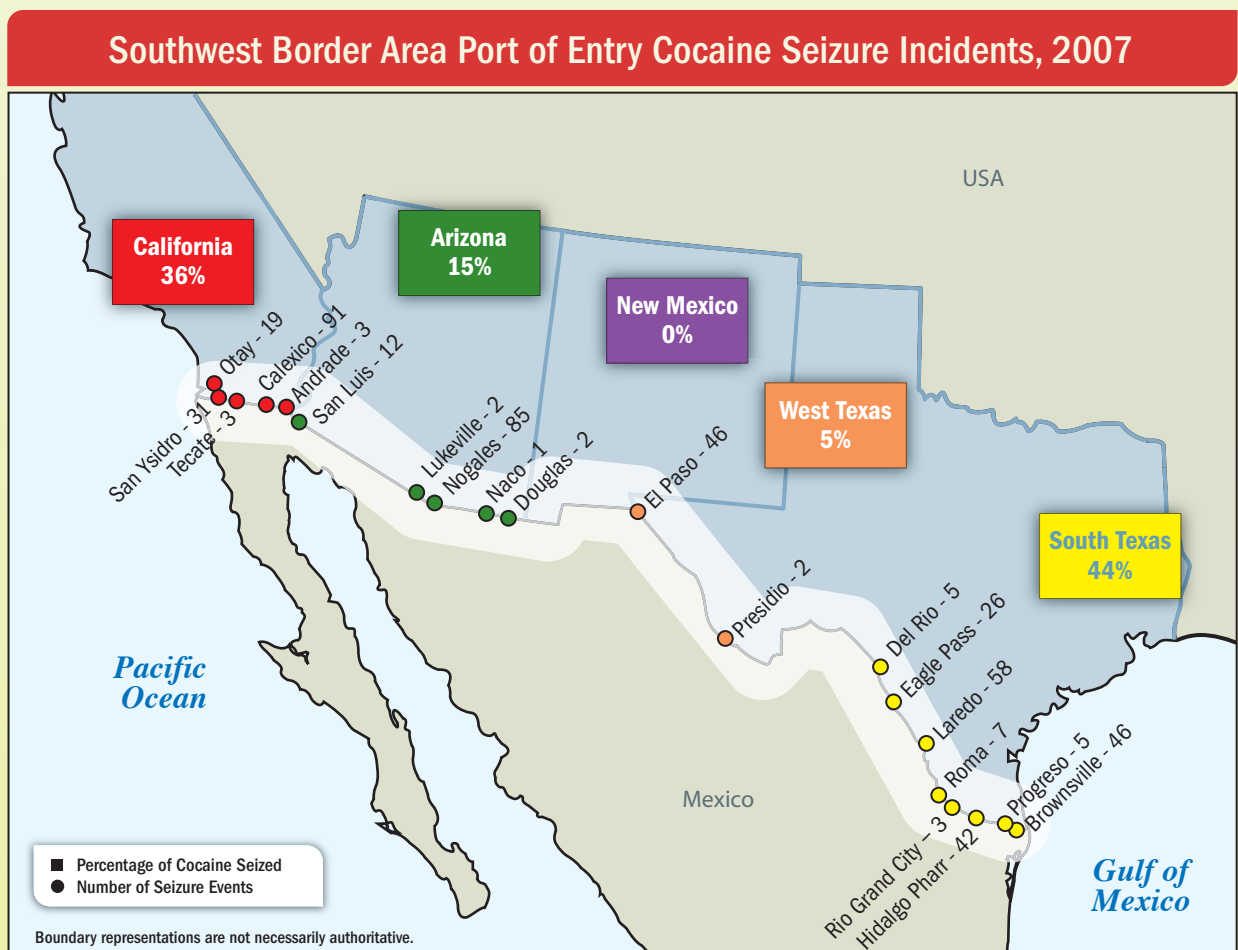 Southwest Border Area Port of Entry Cocaine Seizure Incidents, 2007
USA
California
36%
Arizona
15%
New Mexico
0%
West Texas
5%
South Texas
44%
Otay - 19
Calexico - 91
Andrade - 3
San Luis - 12
San Ysidro - 31
Tecate - 3
Lukeville - 2
Nogales - 85
Naco - 1
Douglas - 2
El Paso - 46
Presidio - 2
Del Rio - 5
Eagle Pass - 26
Laredo - 58
Roma - 7
Progreso - 5
Brownsville - 46
Rio Grand City – 3
Hidalgo Pharr - 42
Pacific
Ocean
Mexico
Gulf of
Mexico
Percentage of Cocaine Seized
Number of Seizure Events
Boundary representations are not necessarily authoritative.